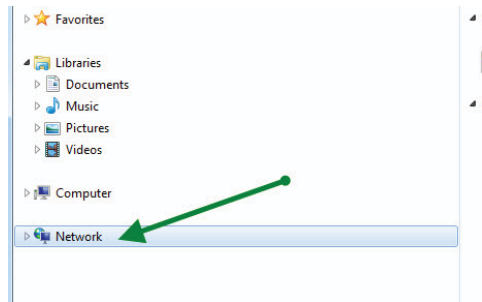 Favorites
Libraries
Documents
Music
Pictures
Videos
Computer
Network